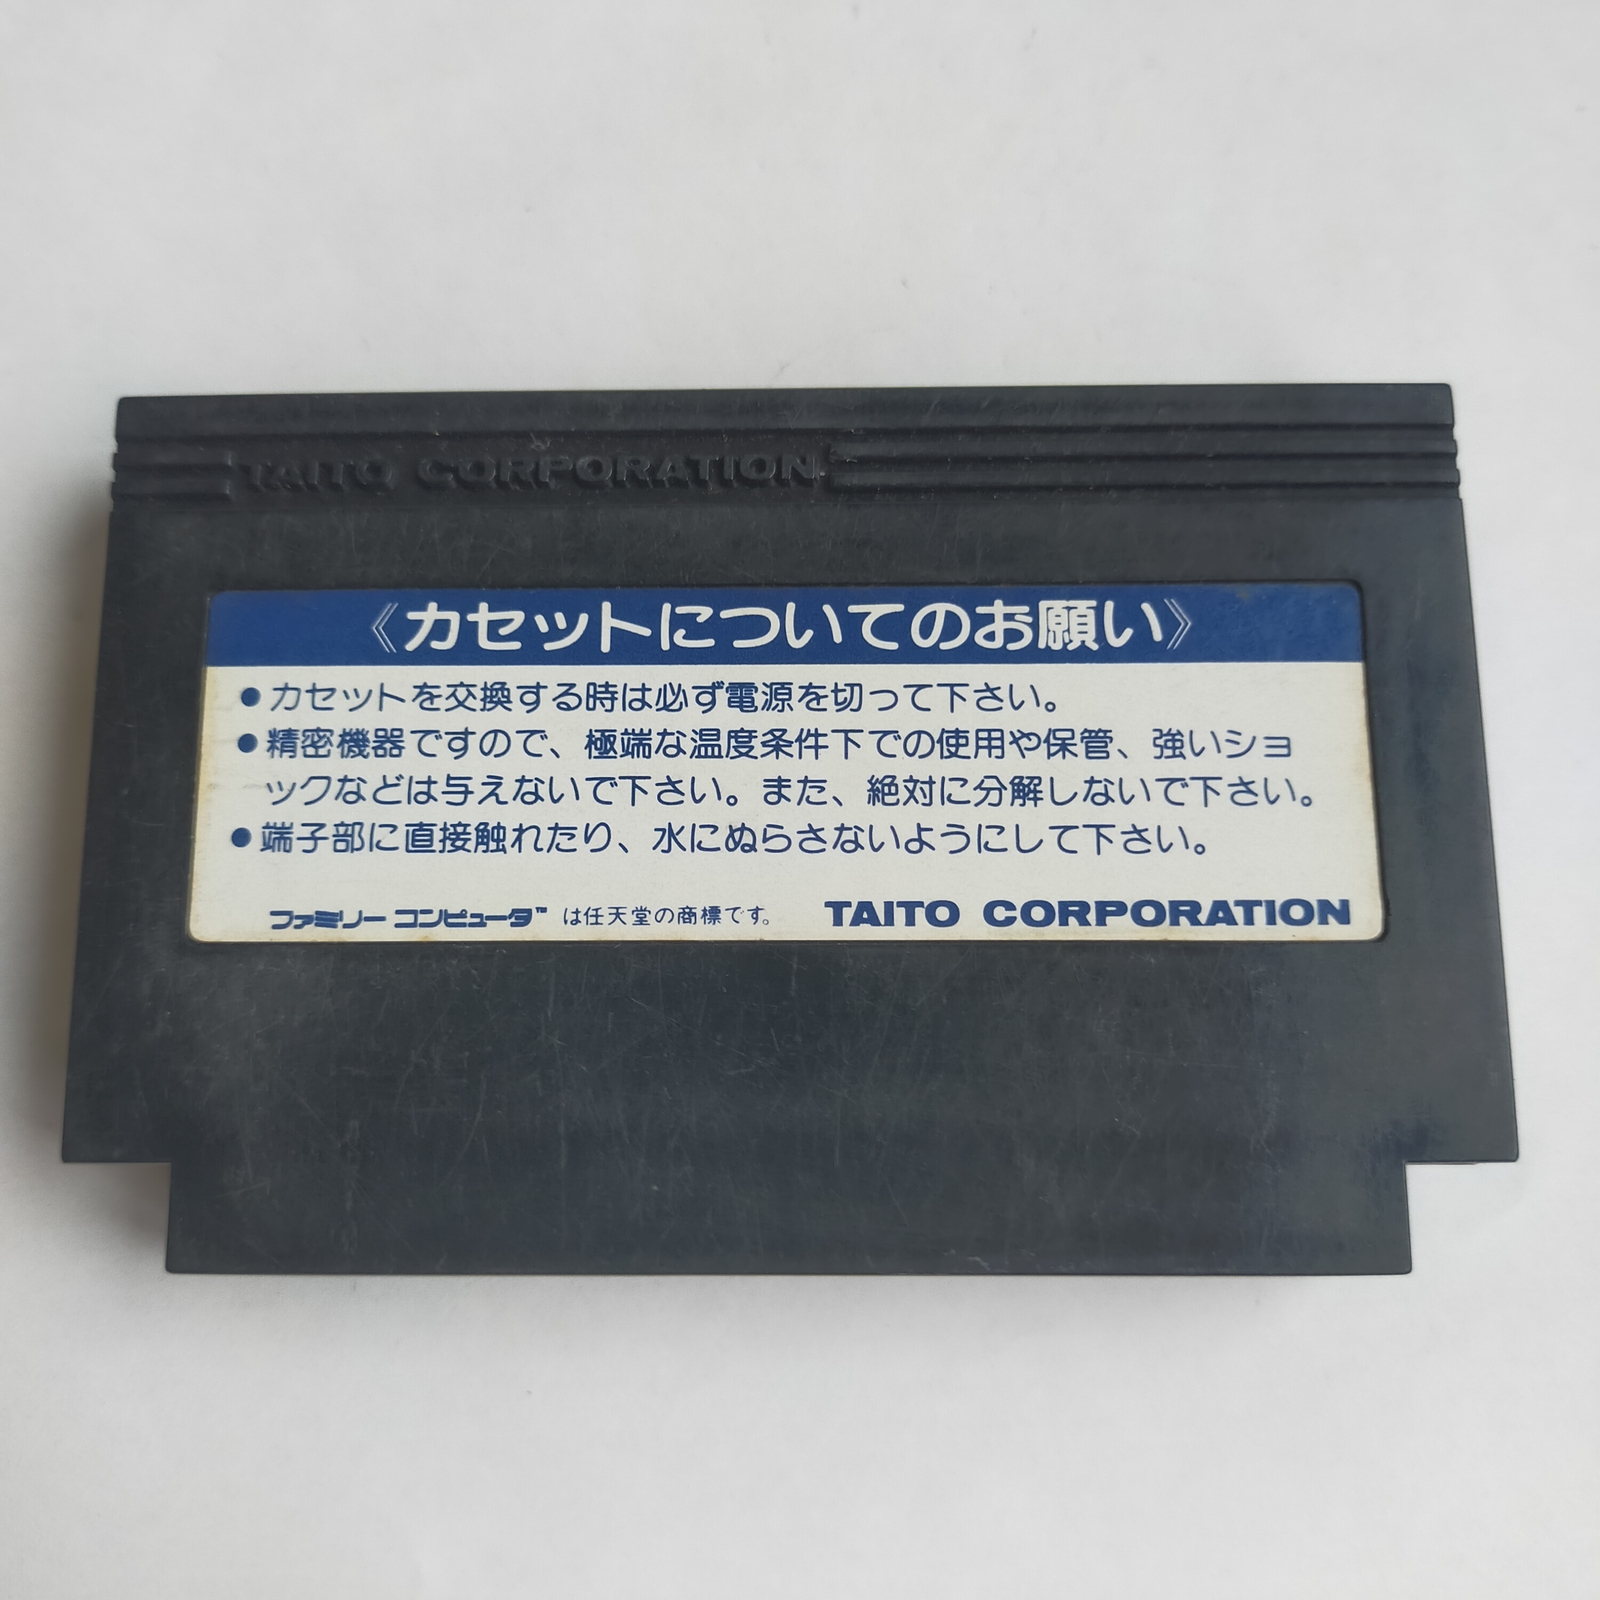 TAITO CORPORATION
《カセットについてのお願い》
●カセットを交換する時は必ず電源を切って下さい。
●精密機器ですので、極端な温度条件下での使用や保管、強いショ
ックなどは与えないで下さい。また、絶対に分解しないで下さい。
●端子部に直接触れたり、水にぬらさないようにして下さい。
ファミリーコンピュータ™ は任天堂の商標です。 TAITO CORPORATION